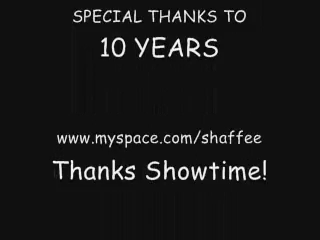 SPECIAL THANKS TO
10 YEARS
www.myspace.com/shaffee
Thanks Showtime!